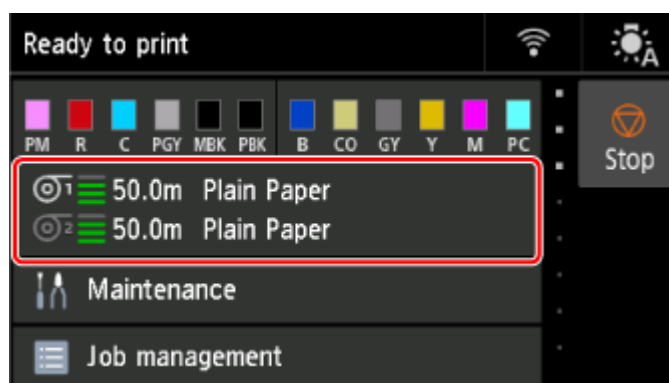 Ready to print
A
PM R C PGY MBK PBK B CO GY Y M PC
Stop
1 50.0m Plain Paper
2 50.0m Plain Paper
Maintenance
Job management